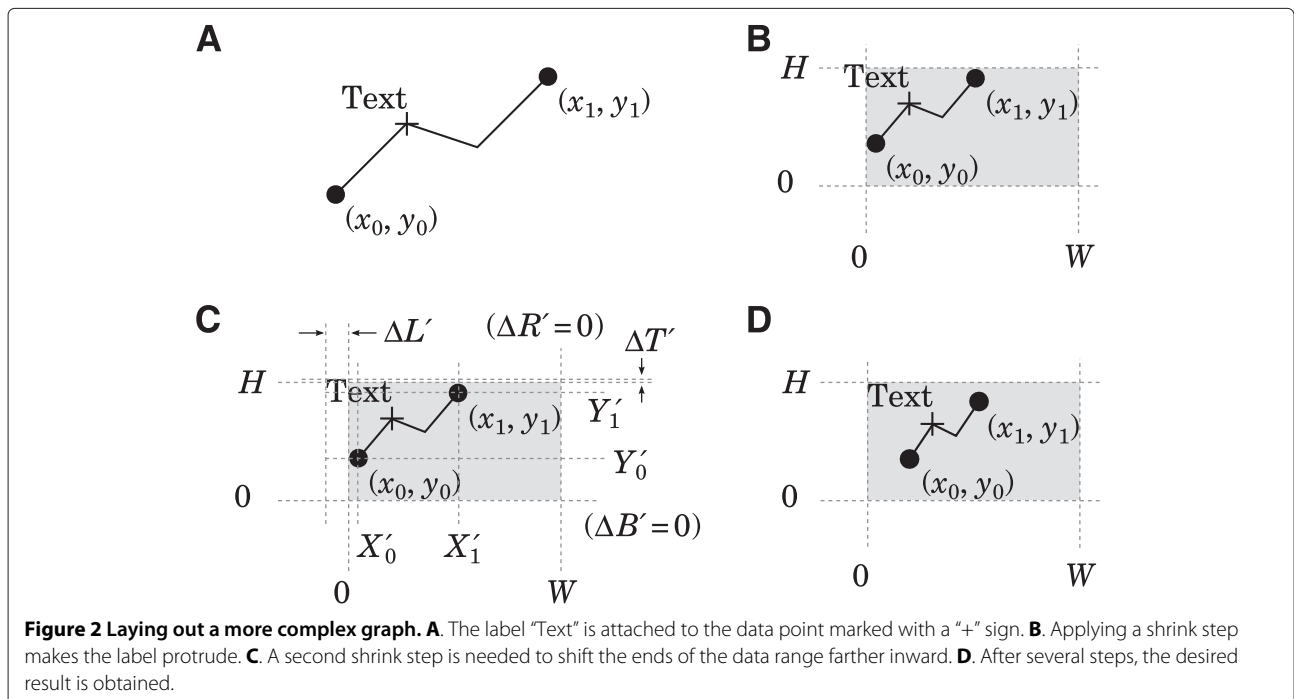 A
Text
(x₁, y₁)
(x₀, y₀)
B
H
Text
(x₁, y₁)
(x₀, y₀)
0
0
W
C
ΔL′
(ΔR′=0)
ΔT′
H
Text
(x₁, y₁)
Y′₁
Y′₀
(x₀, y₀)
0
(ΔB′=0)
X′₀
X′₁
0
W
D
H
Text
(x₁, y₁)
(x₀, y₀)
0
0
W
Figure 2 Laying out a more complex graph. A. The label "Text" is attached to the data point marked with a "+" sign. B. Applying a shrink step
makes the label protrude. C. A second shrink step is needed to shift the ends of the data range farther inward. D. After several steps, the desired
result is obtained.